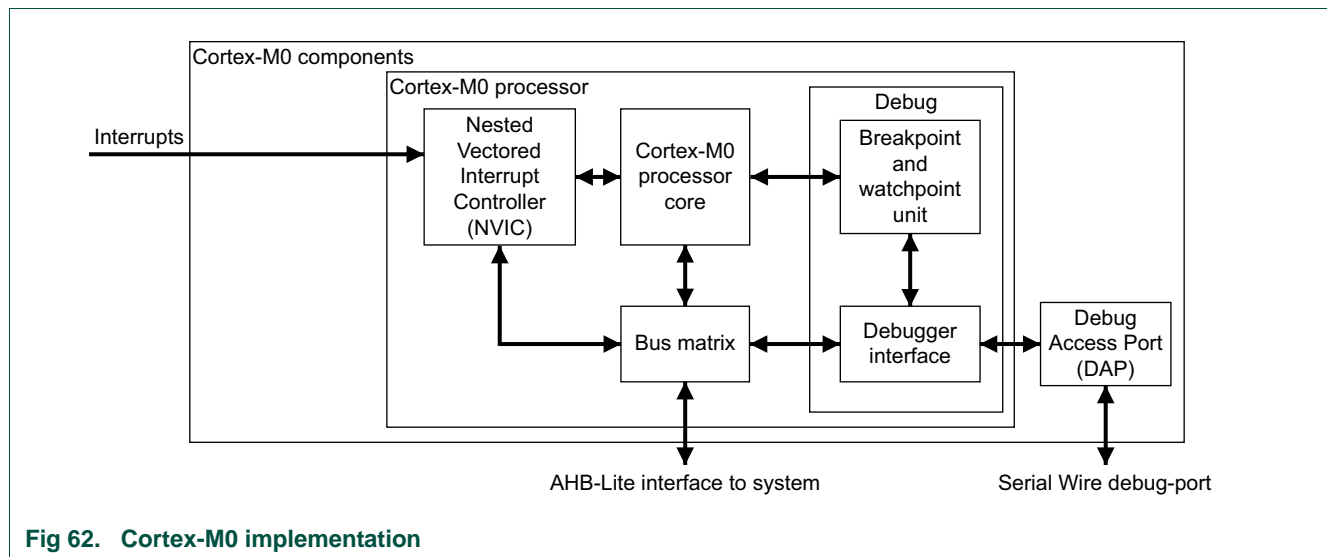 Cortex-M0 components
Cortex-M0 processor
Debug
Interrupts
Nested
Vectored
Interrupt
Controller
(NVIC)
Cortex-M0
processor
core
Breakpoint
and
watchpoint
unit
Bus matrix
Debugger
interface
Debug
Access Port
(DAP)
AHB-Lite interface to system
Serial Wire debug-port
Fig 62. Cortex-M0 implementation